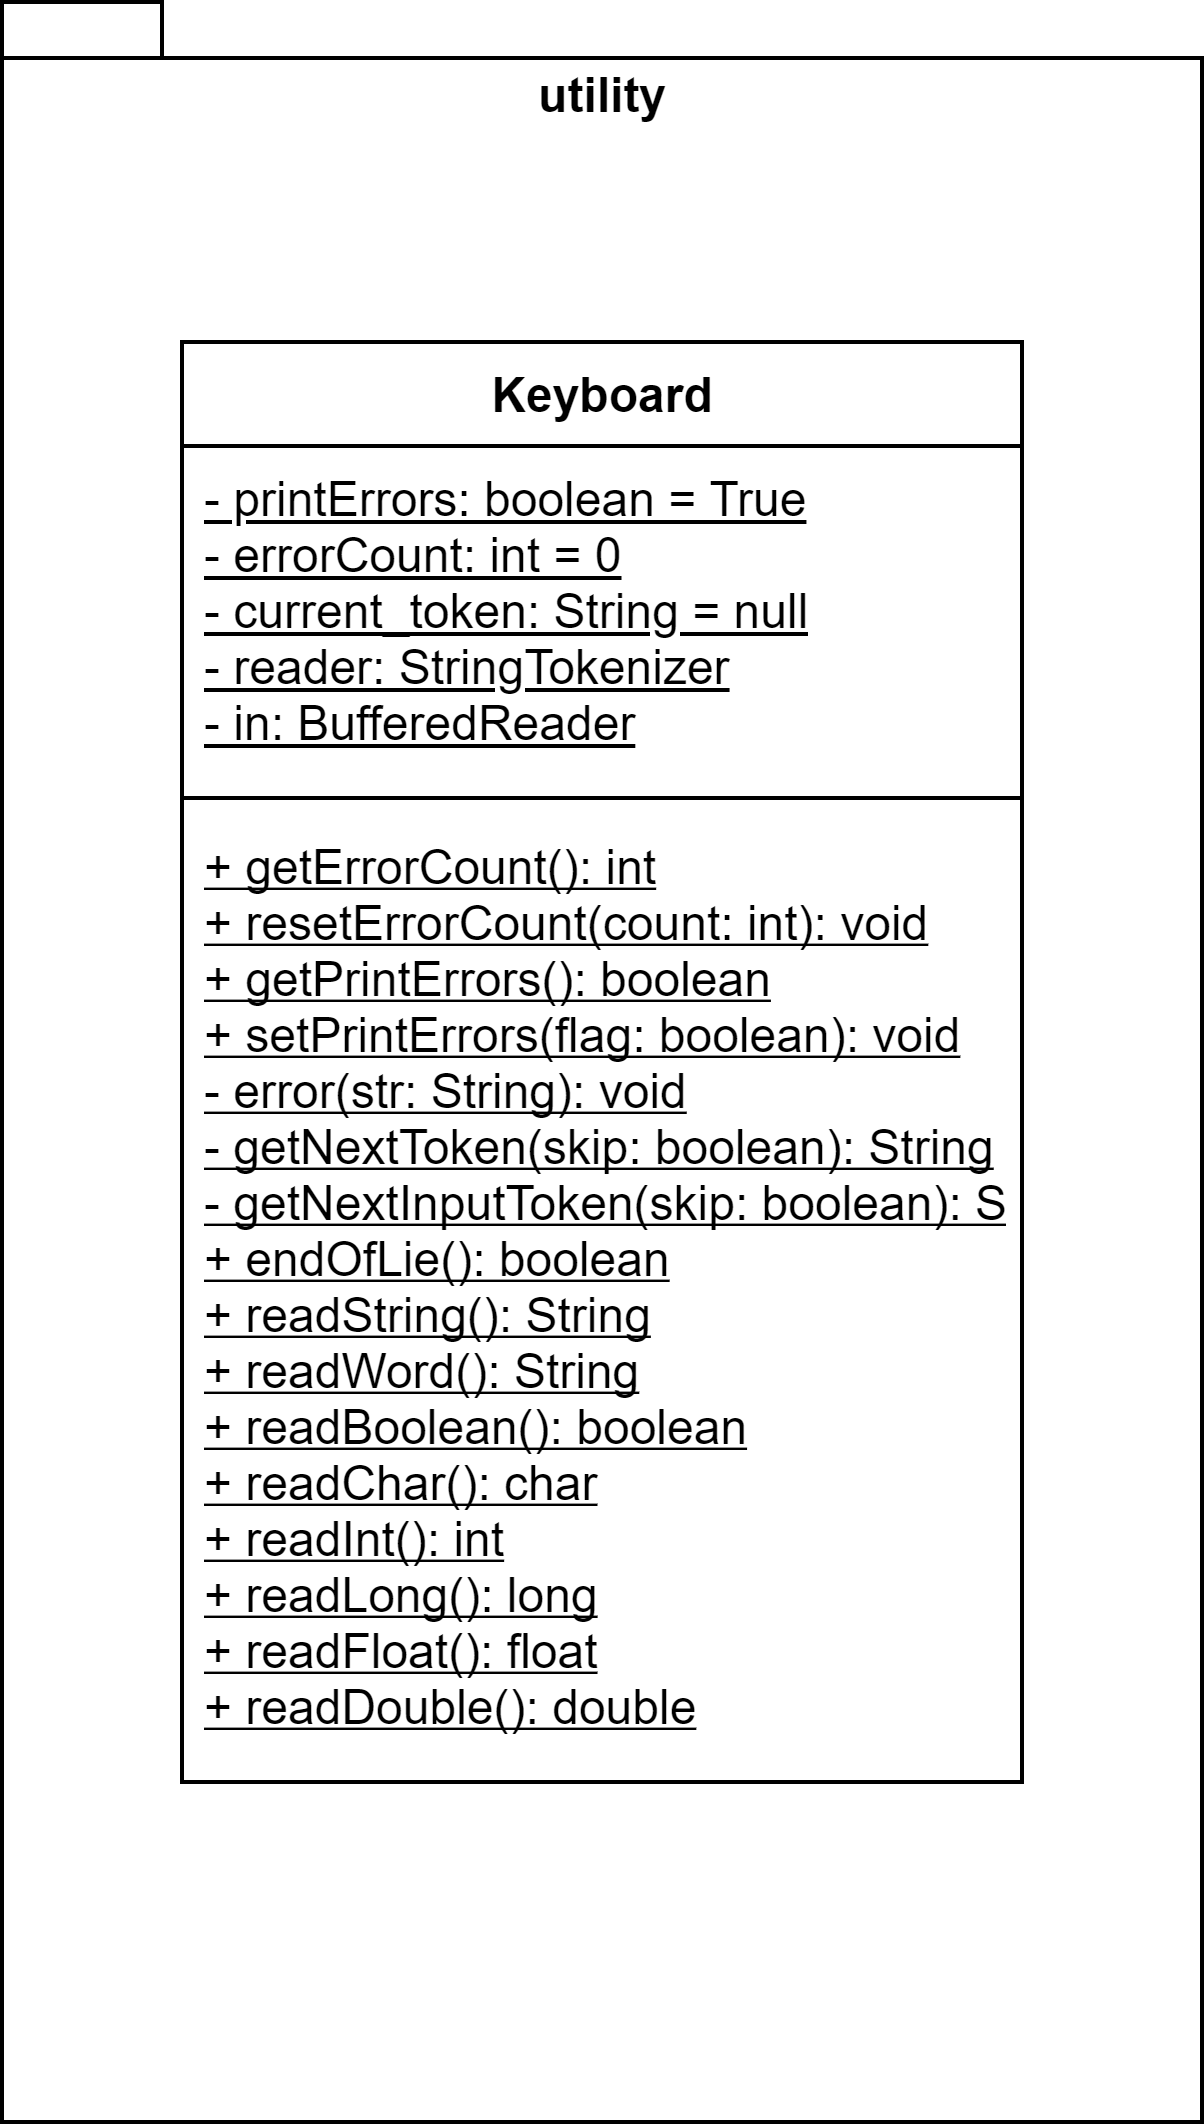 utility
Keyboard
- printErrors: boolean = True
- errorCount: int = 0
- current_token: String = null
- reader: StringTokenizer
- in: BufferedReader
+ getErrorCount(): int
+ resetErrorCount(count: int): void
+ getPrintErrors(): boolean
+ setPrintErrors(flag: boolean): void
- error(str: String): void
- getNextToken(skip: boolean): String
- getNextInputToken(skip: boolean): S
+ endOfLie(): boolean
+ readString(): String
+ readWord(): String
+ readBoolean(): boolean
+ readChar(): char
+ readInt(): int
+ readLong(): long
+ readFloat(): float
+ readDouble(): double